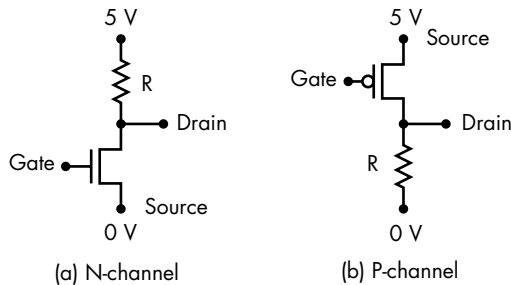 5 V
R
Drain
Gate
Source
0 V
(a) N-channel
5 V
Source
Gate
Drain
R
0 V
(b) P-channel